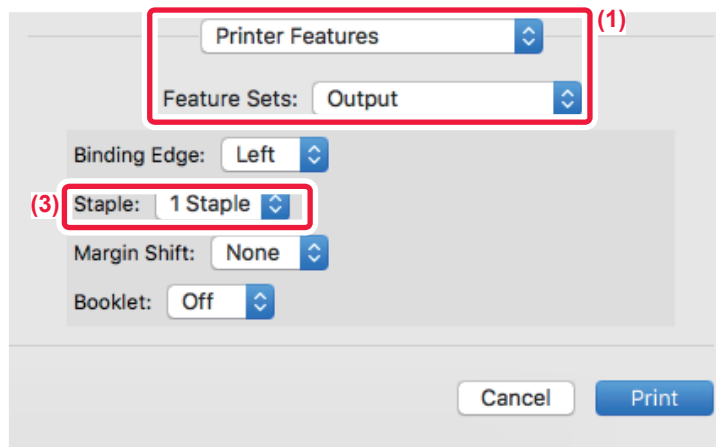 Printer Features
(1)
Feature Sets: Output
Binding Edge: Left
(3) Staple: 1 Staple
Margin Shift: None
Booklet: Off
Cancel Print